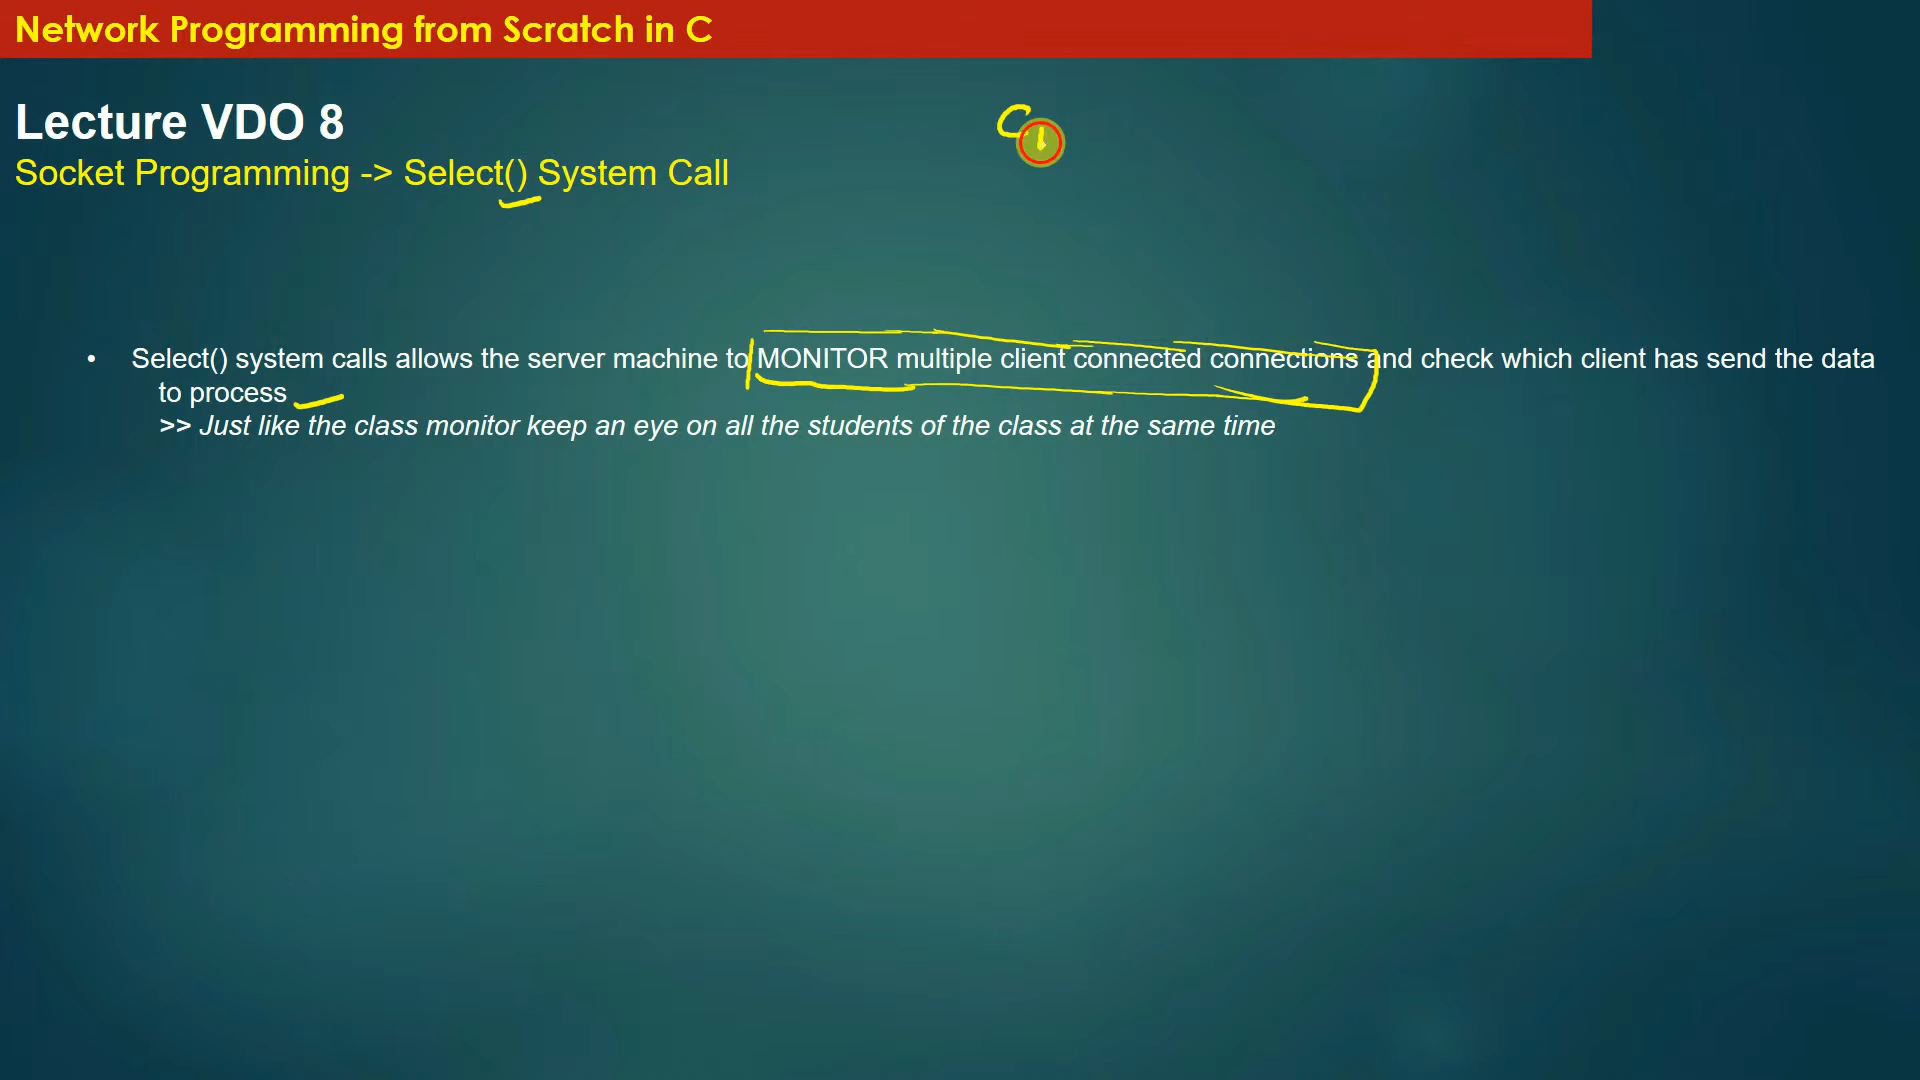 Network Programming from Scratch in C
Lecture VDO 8
C1
Socket Programming -> Select() System Call
• Select() system calls allows the server machine to MONITOR multiple client connected connections and check which client has send the data
to process
>> Just like the class monitor keep an eye on all the students of the class at the same time